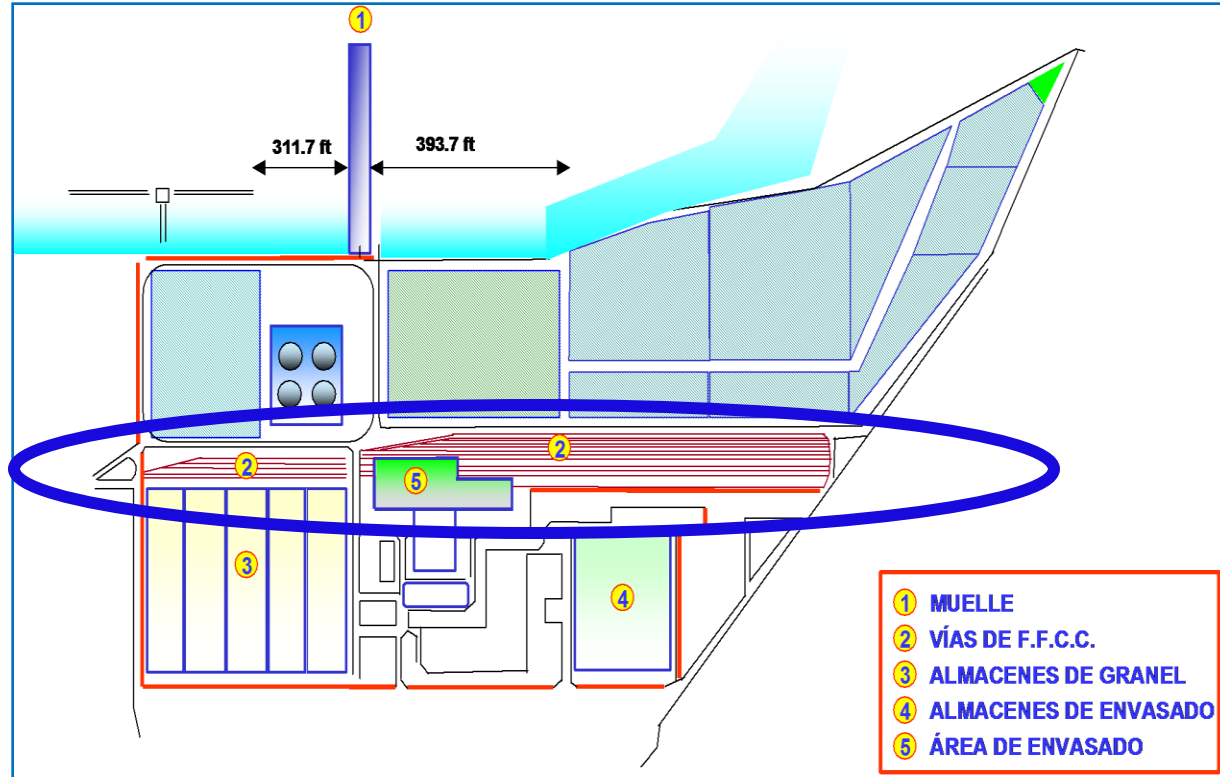 1
311.7 ft
393.7 ft
2
2
5
3
4
1 MUELLE
2 VÍAS DE F.F.C.C.
3 ALMACENES DE GRANEL
4 ALMACENES DE ENVASADO
5 ÁREA DE ENVASADO